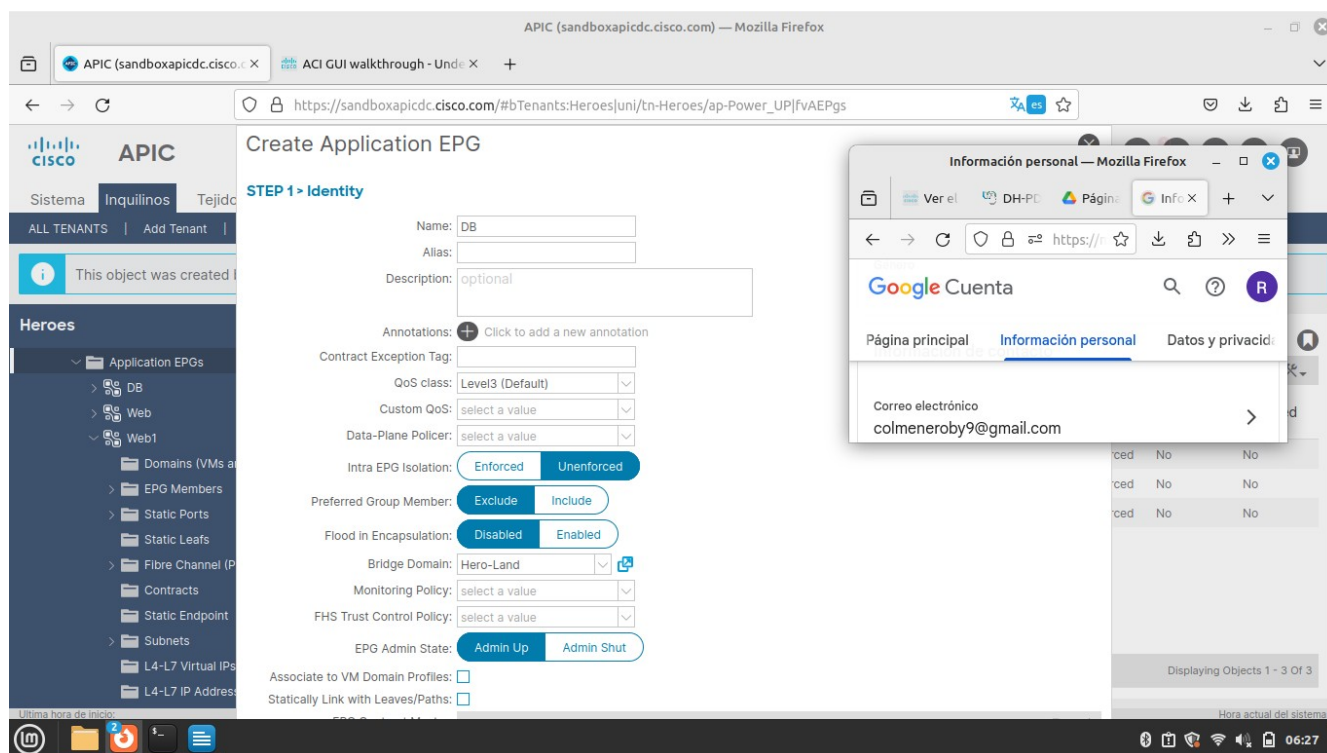 APIC (sandboxapicdc.cisco.com) — Mozilla Firefox
APIC (sandboxapicdc.cisco.c
ACI GUI walkthrough - Unde
https://sandboxapicdc.cisco.com/#bTenants:Heroes|uni/tn-Heroes/ap-Power_UP|fvAEPgs
es
cisco
APIC
Sistema
Inquilinos
Tejido
ALL TENANTS | Add Tenant |
This object was created
Heroes
Application EPGs
DB
Web
Web1
Domains (VMs a
EPG Members
Static Ports
Static Leafs
Fibre Channel (P
Contracts
Static Endpoint
Subnets
L4-L7 Virtual IPs
L4-L7 IP Address
Create Application EPG
STEP 1 > Identity
Name: DB
Alias:
Description: optional
Annotations: Click to add a new annotation
Contract Exception Tag:
QoS class: Level3 (Default)
Custom QoS: select a value
Data-Plane Policer: select a value
Intra EPG Isolation: Enforced Unenforced
Preferred Group Member: Exclude Include
Flood in Encapsulation: Disabled Enabled
Bridge Domain: Hero-Land
Monitoring Policy: select a value
FHS Trust Control Policy: select a value
EPG Admin State: Admin Up Admin Shut
Associate to VM Domain Profiles:
Statically Link with Leaves/Paths:
Información personal — Mozilla Firefox
Ver el
DH-PD
Página
Info
https://
Google Cuenta
R
Página principal
Información personal
Datos y privacida
Correo electrónico
colmeneroby9@gmail.com
ed
rced No No
rced No No
rced No No
Displaying Objects 1 - 3 Of 3
Ultima hora de inicio:
Hora actual del sistema
2
06:27